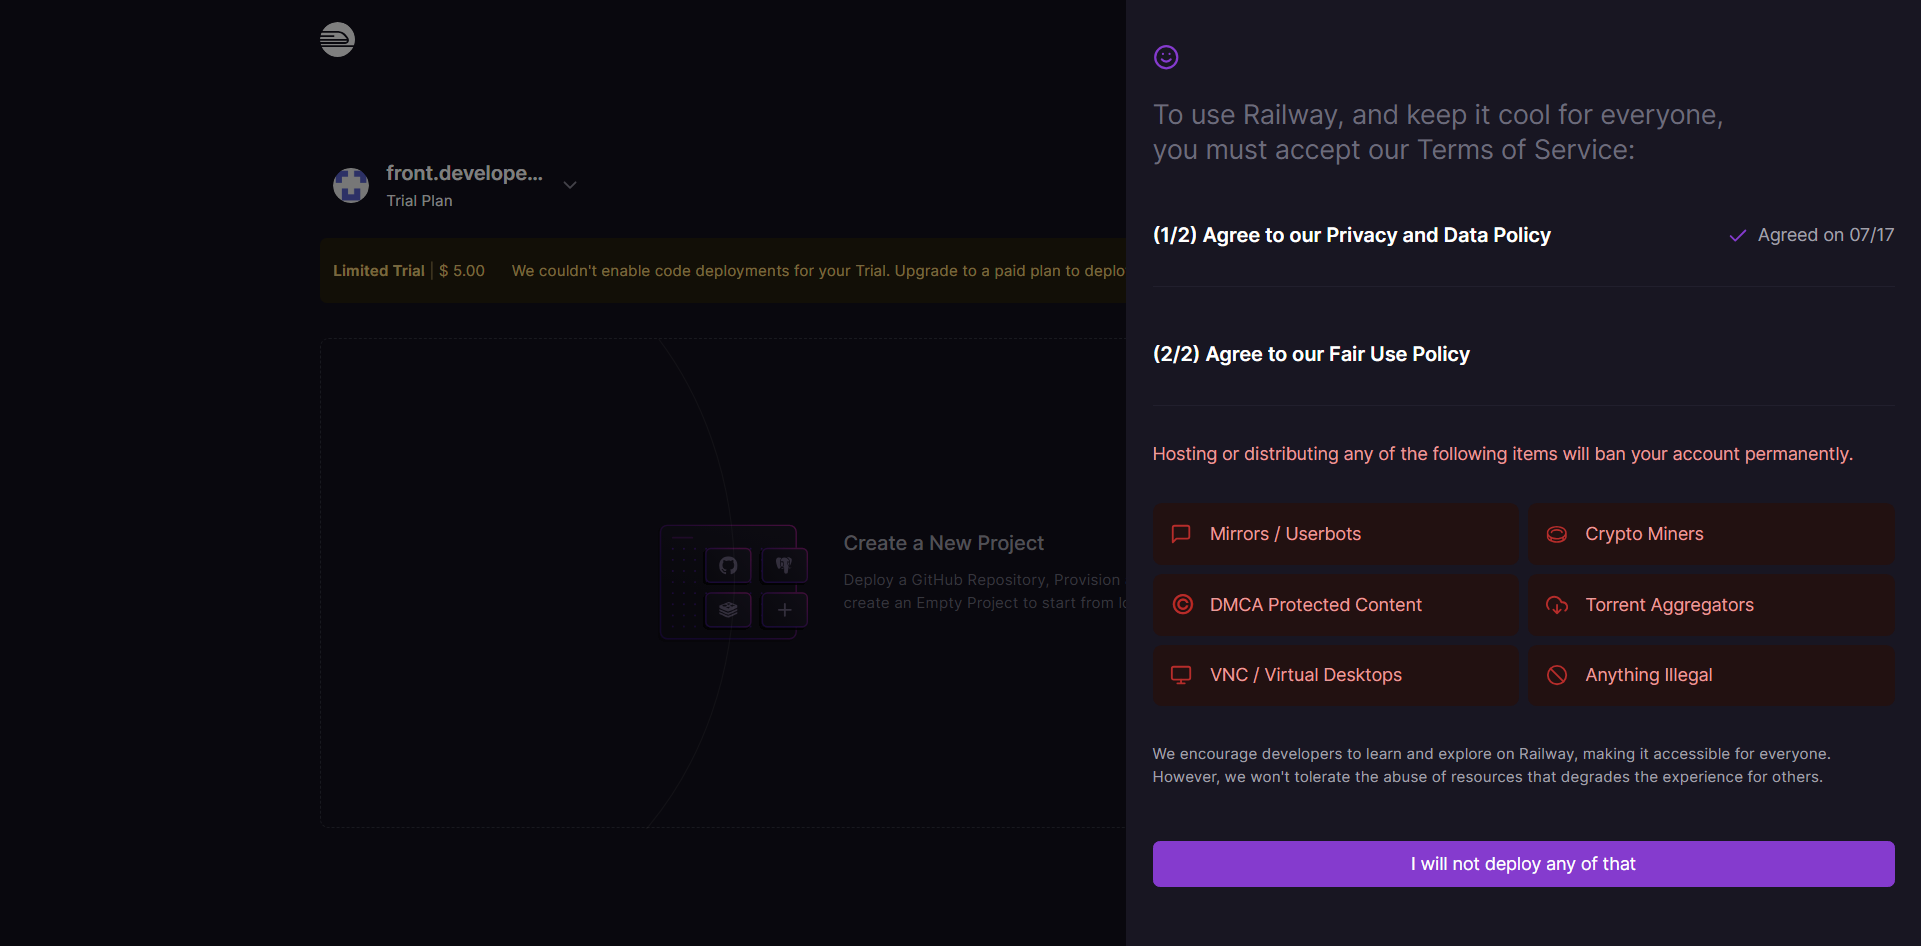 front.develope...
Trial Plan
Limited Trial | $ 5.00 We couldn't enable code deployments for your Trial. Upgrade to a paid plan to deplo
Create a New Project
Deploy a GitHub Repository, Provision
create an Empty Project to start from lo
To use Railway, and keep it cool for everyone,
you must accept our Terms of Service:
(1/2) Agree to our Privacy and Data Policy
Agreed on 07/17
(2/2) Agree to our Fair Use Policy
Hosting or distributing any of the following items will ban your account permanently.
Mirrors / Userbots
Crypto Miners
DMCA Protected Content
Torrent Aggregators
VNC / Virtual Desktops
Anything Illegal
We encourage developers to learn and explore on Railway, making it accessible for everyone.
However, we won't tolerate the abuse of resources that degrades the experience for others.
I will not deploy any of that